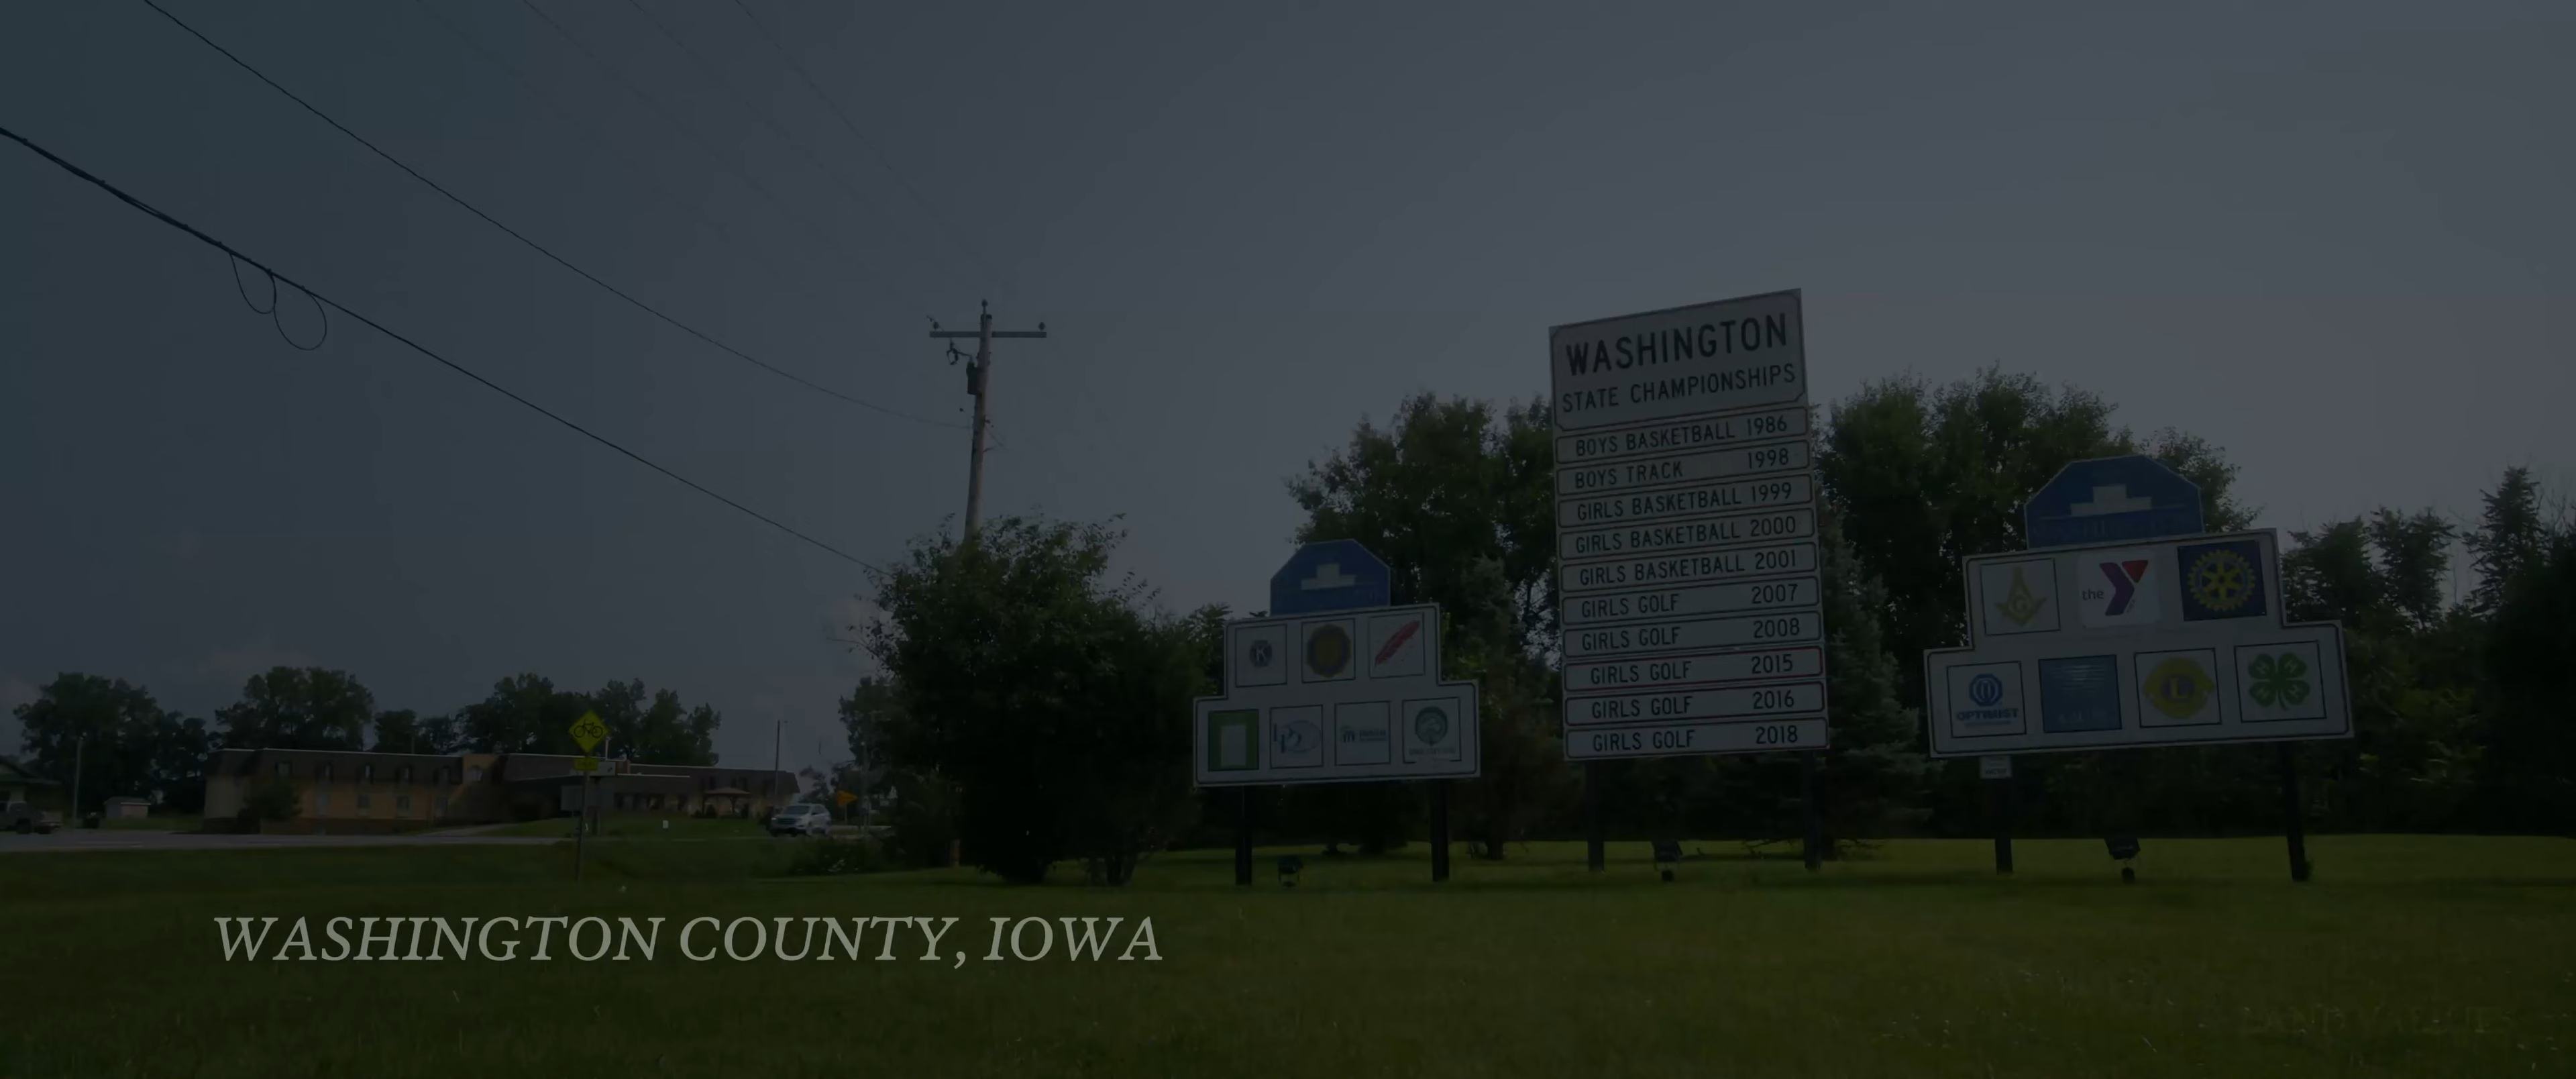 WASHINGTON
STATE CHAMPIONSHIPS
BOYS BASKETBALL 1986
BOYS TRACK 1998
GIRLS BASKETBALL 1999
GIRLS BASKETBALL 2000
GIRLS BASKETBALL 2001
GIRLS GOLF 2007
GIRLS GOLF 2008
GIRLS GOLF 2015
GIRLS GOLF 2016
GIRLS GOLF 2018
K
G
the Y
OPTIMIST
L
WASHINGTON COUNTY, IOWA